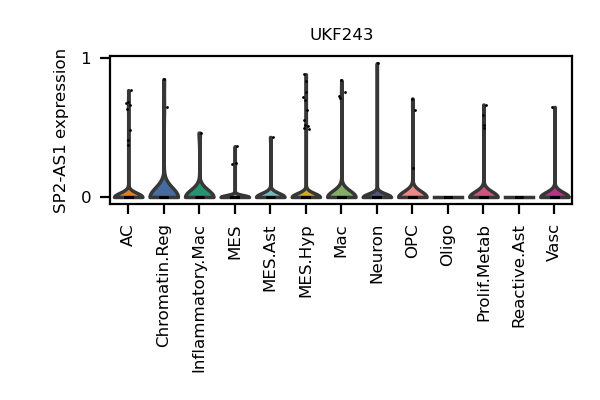 UKF243
SP2-AS1 expression
1
0
AC
Chromatin.Reg
Inflammatory.Mac
MES
MES.Ast
MES.Hyp
Mac
Neuron
OPC
Oligo
Prolif.Metab
Reactive.Ast
Vasc